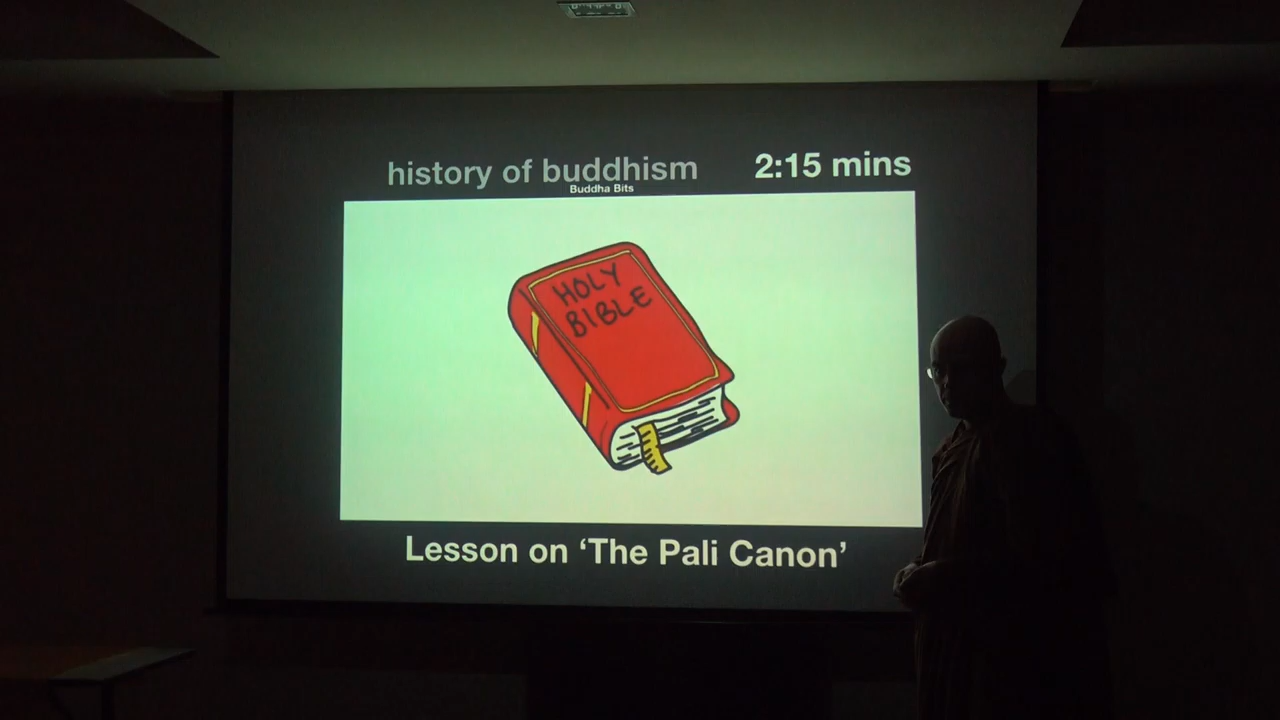 history of buddhism 2:15 mins
Buddha Bits
HOLY
BIBLE
Lesson on ‘The Pali Canon’